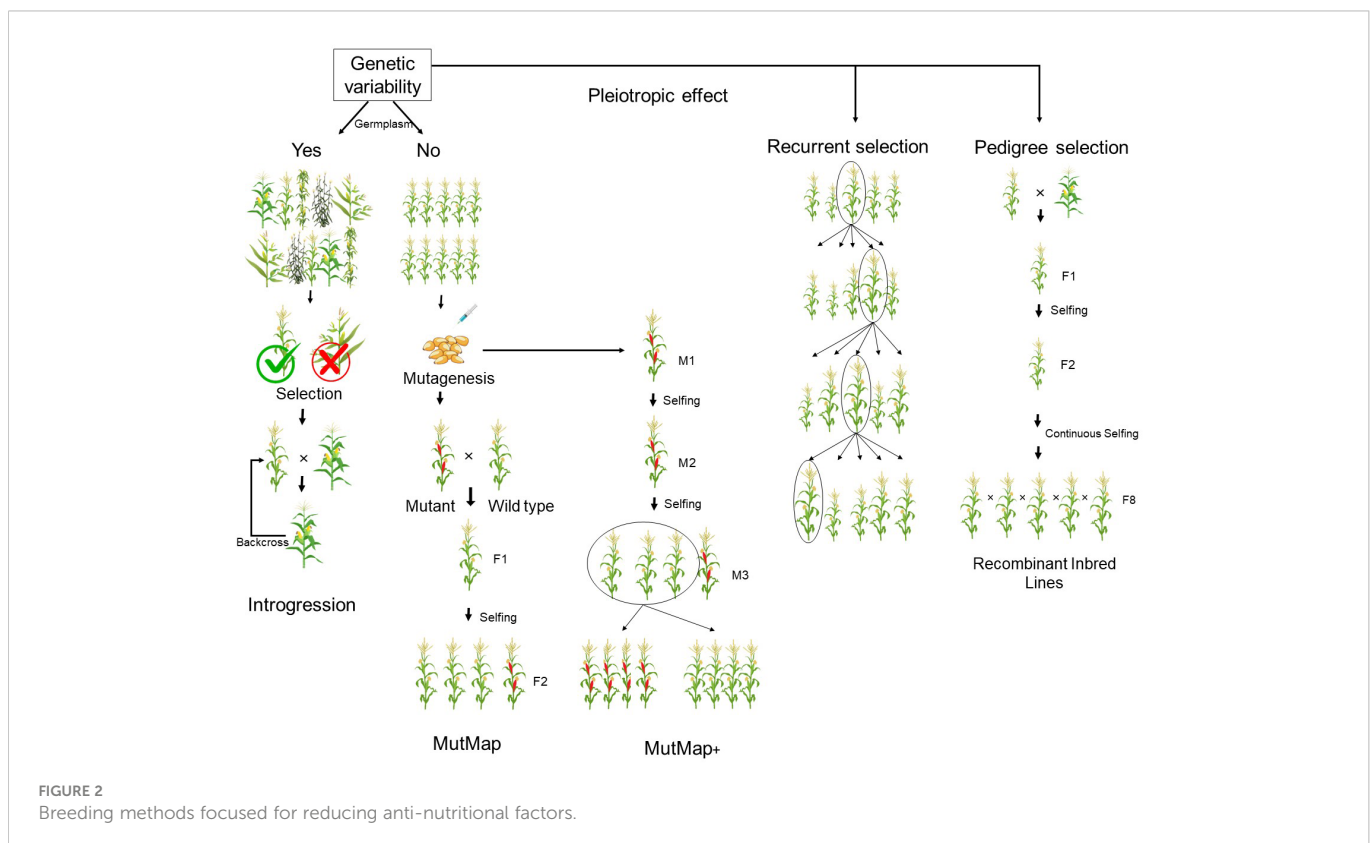 Genetic
variability
Pleiotropic effect
Germplasm
Yes
No
Recurrent selection
Pedigree selection
×
F1
Selfing
F2
Continuous Selfing
× × × ×
F8
Recombinant Inbred
Lines
Selection
×
Backcross
Introgression
Mutagenesis
×
Mutant
Wild type
F1
Selfing
F2
MutMap
M1
Selfing
M2
Selfing
M3
MutMap+
FIGURE 2
Breeding methods focused for reducing anti-nutritional factors.